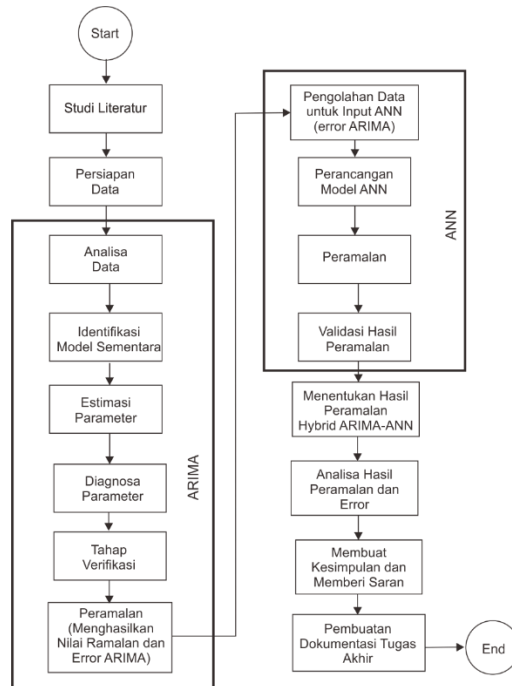 Start
Studi Literatur
Persiapan
Data
Analisa
Data
Identifikasi
Model Sementara
Estimasi
Parameter
Diagnosa
Parameter
Tahap
Verifikasi
Peramalan
(Menghasilkan
Nilai Ramalan dan
Error ARIMA)
ARIMA
Pengolahan Data
untuk Input ANN
(error ARIMA)
Perancangan
Model ANN
Peramalan
Validasi Hasil
Peramalan
ANN
Menentukan Hasil
Peramalan
Hybrid ARIMA-ANN
Analisa Hasil
Peramalan dan
Error
Membuat
Kesimpulan dan
Memberi Saran
Pembuatan
Dokumentasi Tugas
Akhir
End